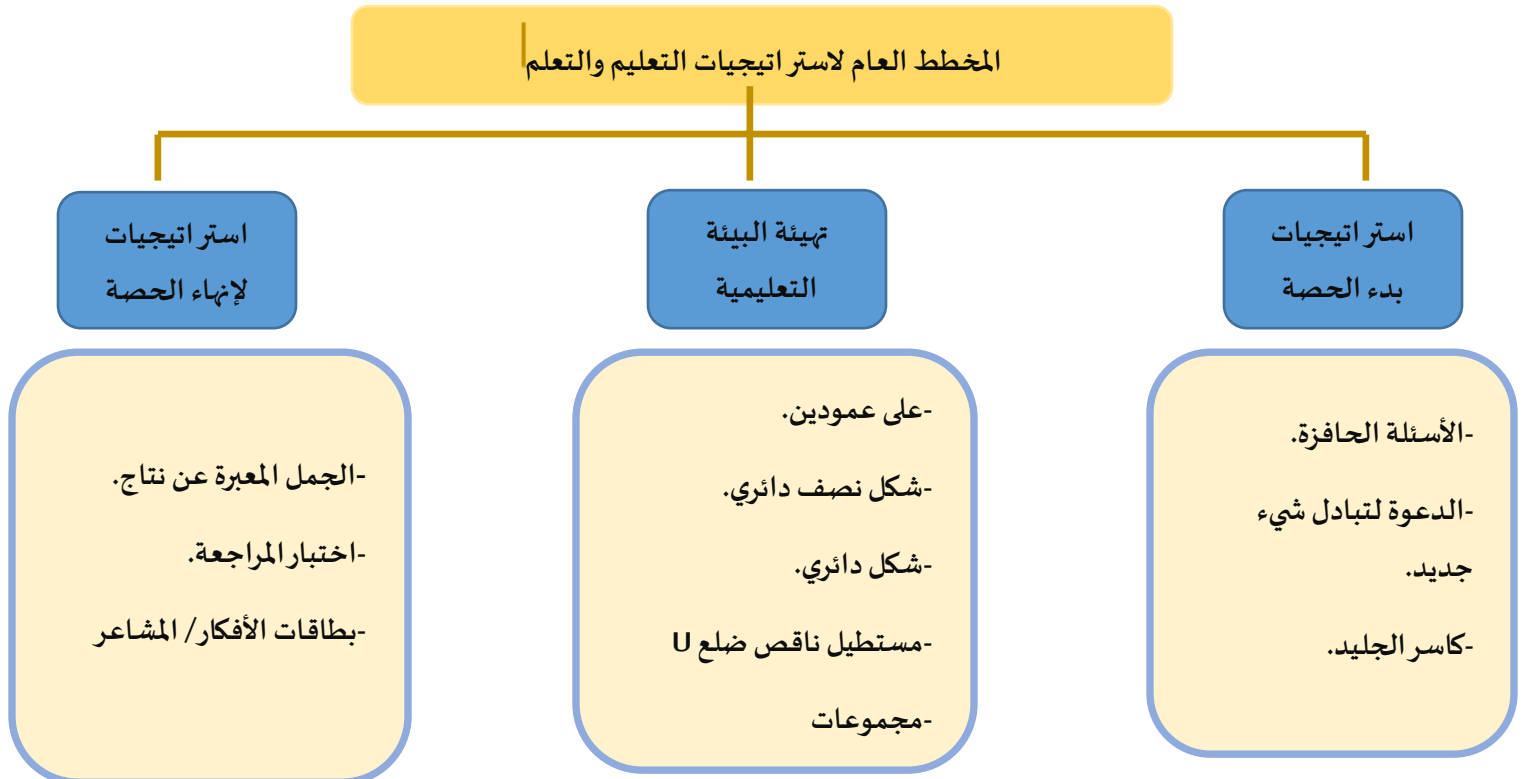 المخطط العام لاستراتيجيات التعليم والتعلم
استراتيجيات
بدء الحصة
تهيئة البيئة
التعليمية
استراتيجيات
لإنهاء الحصة
-الأسئلة الحافزة.
-الدعوة لتبادل شيء
جديد.
-كاسر الجليد.
-على عمودين.
-شكل نصف دائري.
-شكل دائري.
-مستطيل ناقص ضلع U
-مجموعات
-الجمل المعبرة عن نتاج.
-اختبار المراجعة.
-بطاقات الأفكار/ المشاعر